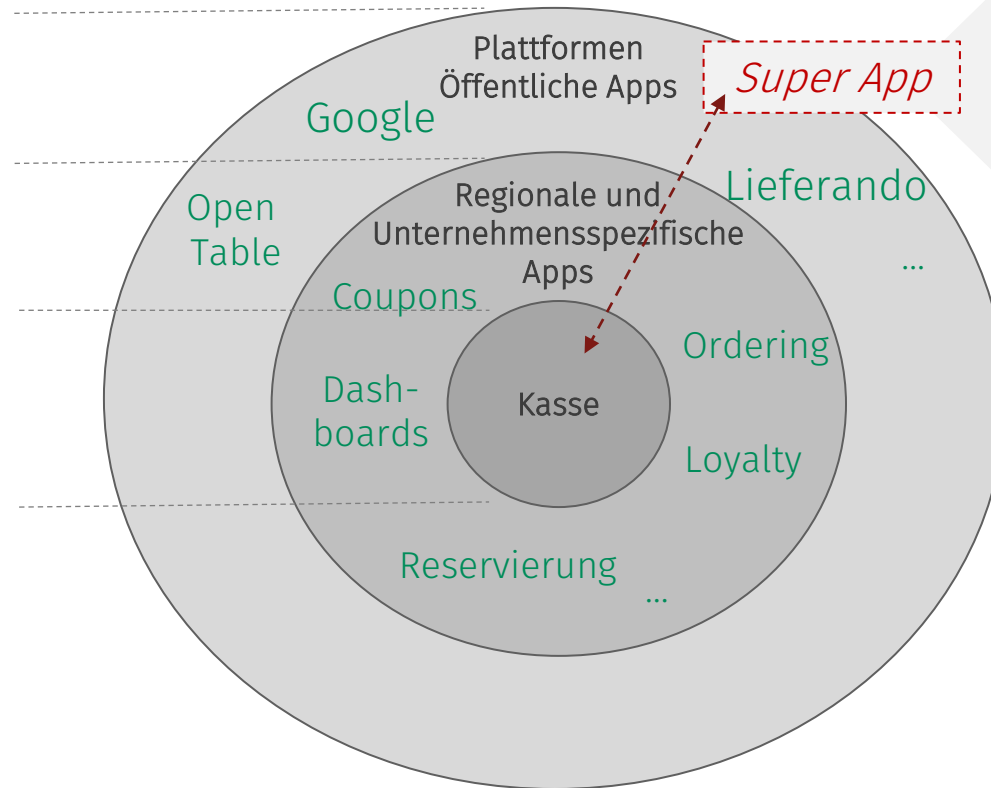 Plattformen
Öffentliche Apps
Super App
Google
Lieferando
Open
Table
...
Regionale und
Unternehmensspezifische
Apps
Coupons
Ordering
Dash-
boards
Kasse
Loyalty
Reservierung
...